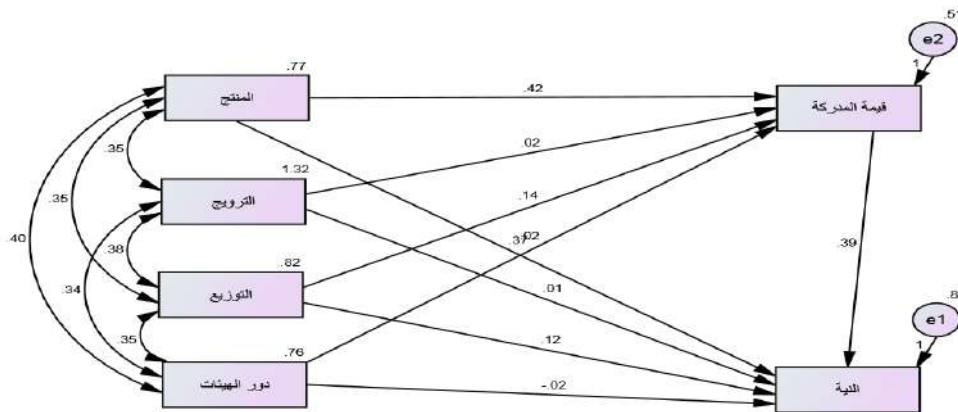 .51
e2
1
.77
المنتج
.42
قيمة المدركة
.35
.02
1.32
الترويج
.35
.14
.40
.38
.37
.02
.39
.82
.34
التوزيع
.01
.8
e1
.35
.12
1
.76
دور الهيئات
-.02
النية